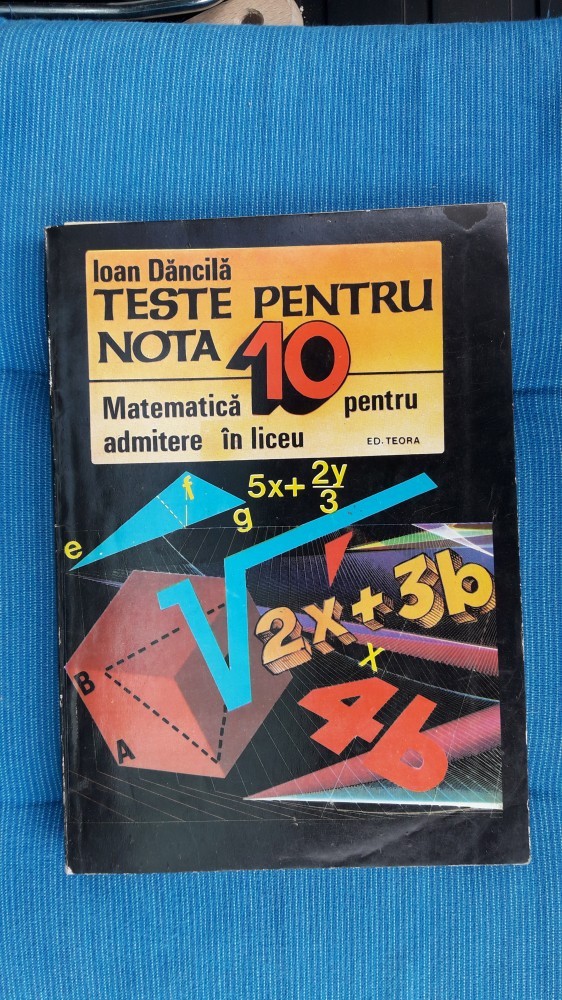 Ioan Dăncilă
TESTE PENTRU
NOTA 10
Matematică pentru
admitere în liceu
ED. TEORA
f
5x+ 2y/3
g
e
√2x+3b
x
4b
B
A